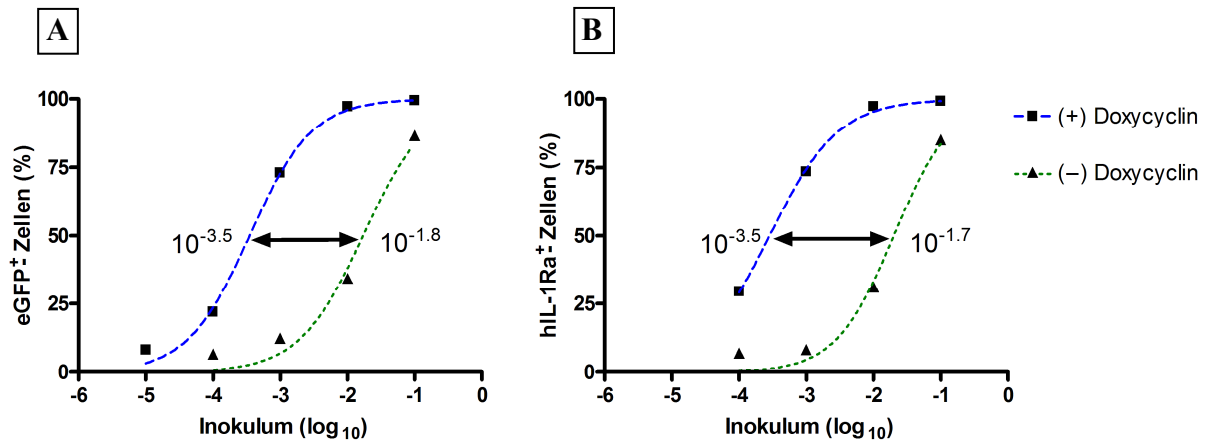 A
B
100
75
50
25
0
eGFP⁺- Zellen (%)
10⁻³·⁵
10⁻¹·⁸
-6 -5 -4 -3 -2 -1 0
Inokulum (log₁₀)
100
75
50
25
0
hIL-1Ra⁺- Zellen (%)
10⁻³·⁵
10⁻¹·⁷
-6 -5 -4 -3 -2 -1 0
Inokulum (log₁₀)
(+) Doxycyclin
(−) Doxycyclin